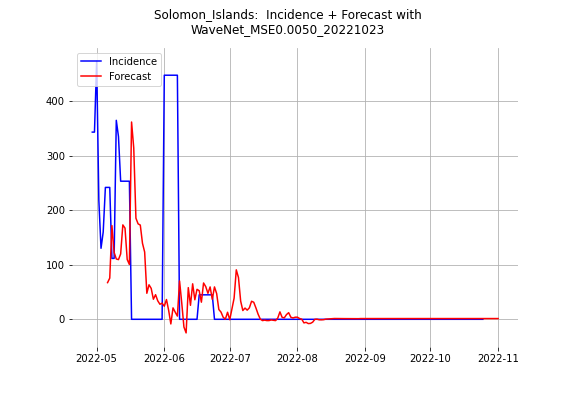 Solomon_Islands:  Incidence + Forecast with
WaveNet_MSE0.0050_20221023
Incidence
Forecast
400
300
200
100
0
2022-05 2022-06 2022-07 2022-08 2022-09 2022-10 2022-11